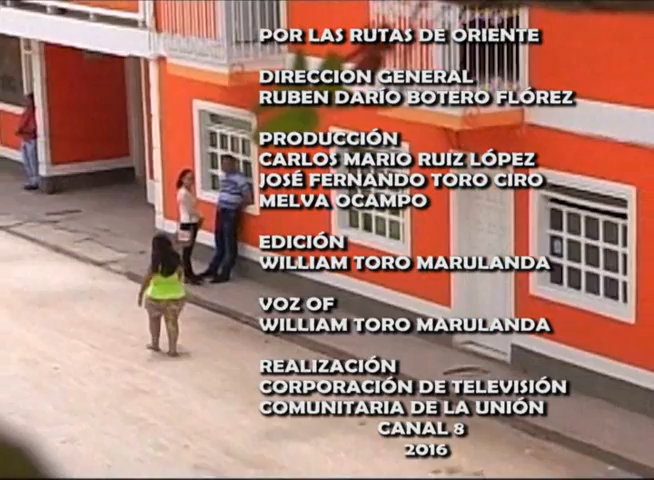 POR LAS RUTAS DE ORIENTE
DIRECCIÓN GENERAL
RUBEN DARÍO BOTERO FLÓREZ
PRODUCCIÓN
CARLOS MARIO RUIZ LÓPEZ
JOSÉ FERNANDO TORO CIRO
MELVA OCAMPO
EDICIÓN
WILLIAM TORO MARULANDA
VOZ OF
WILLIAM TORO MARULANDA
REALIZACIÓN
CORPORACIÓN DE TELEVISIÓN
COMUNITARIA DE LA UNIÓN
CANAL 8
2016